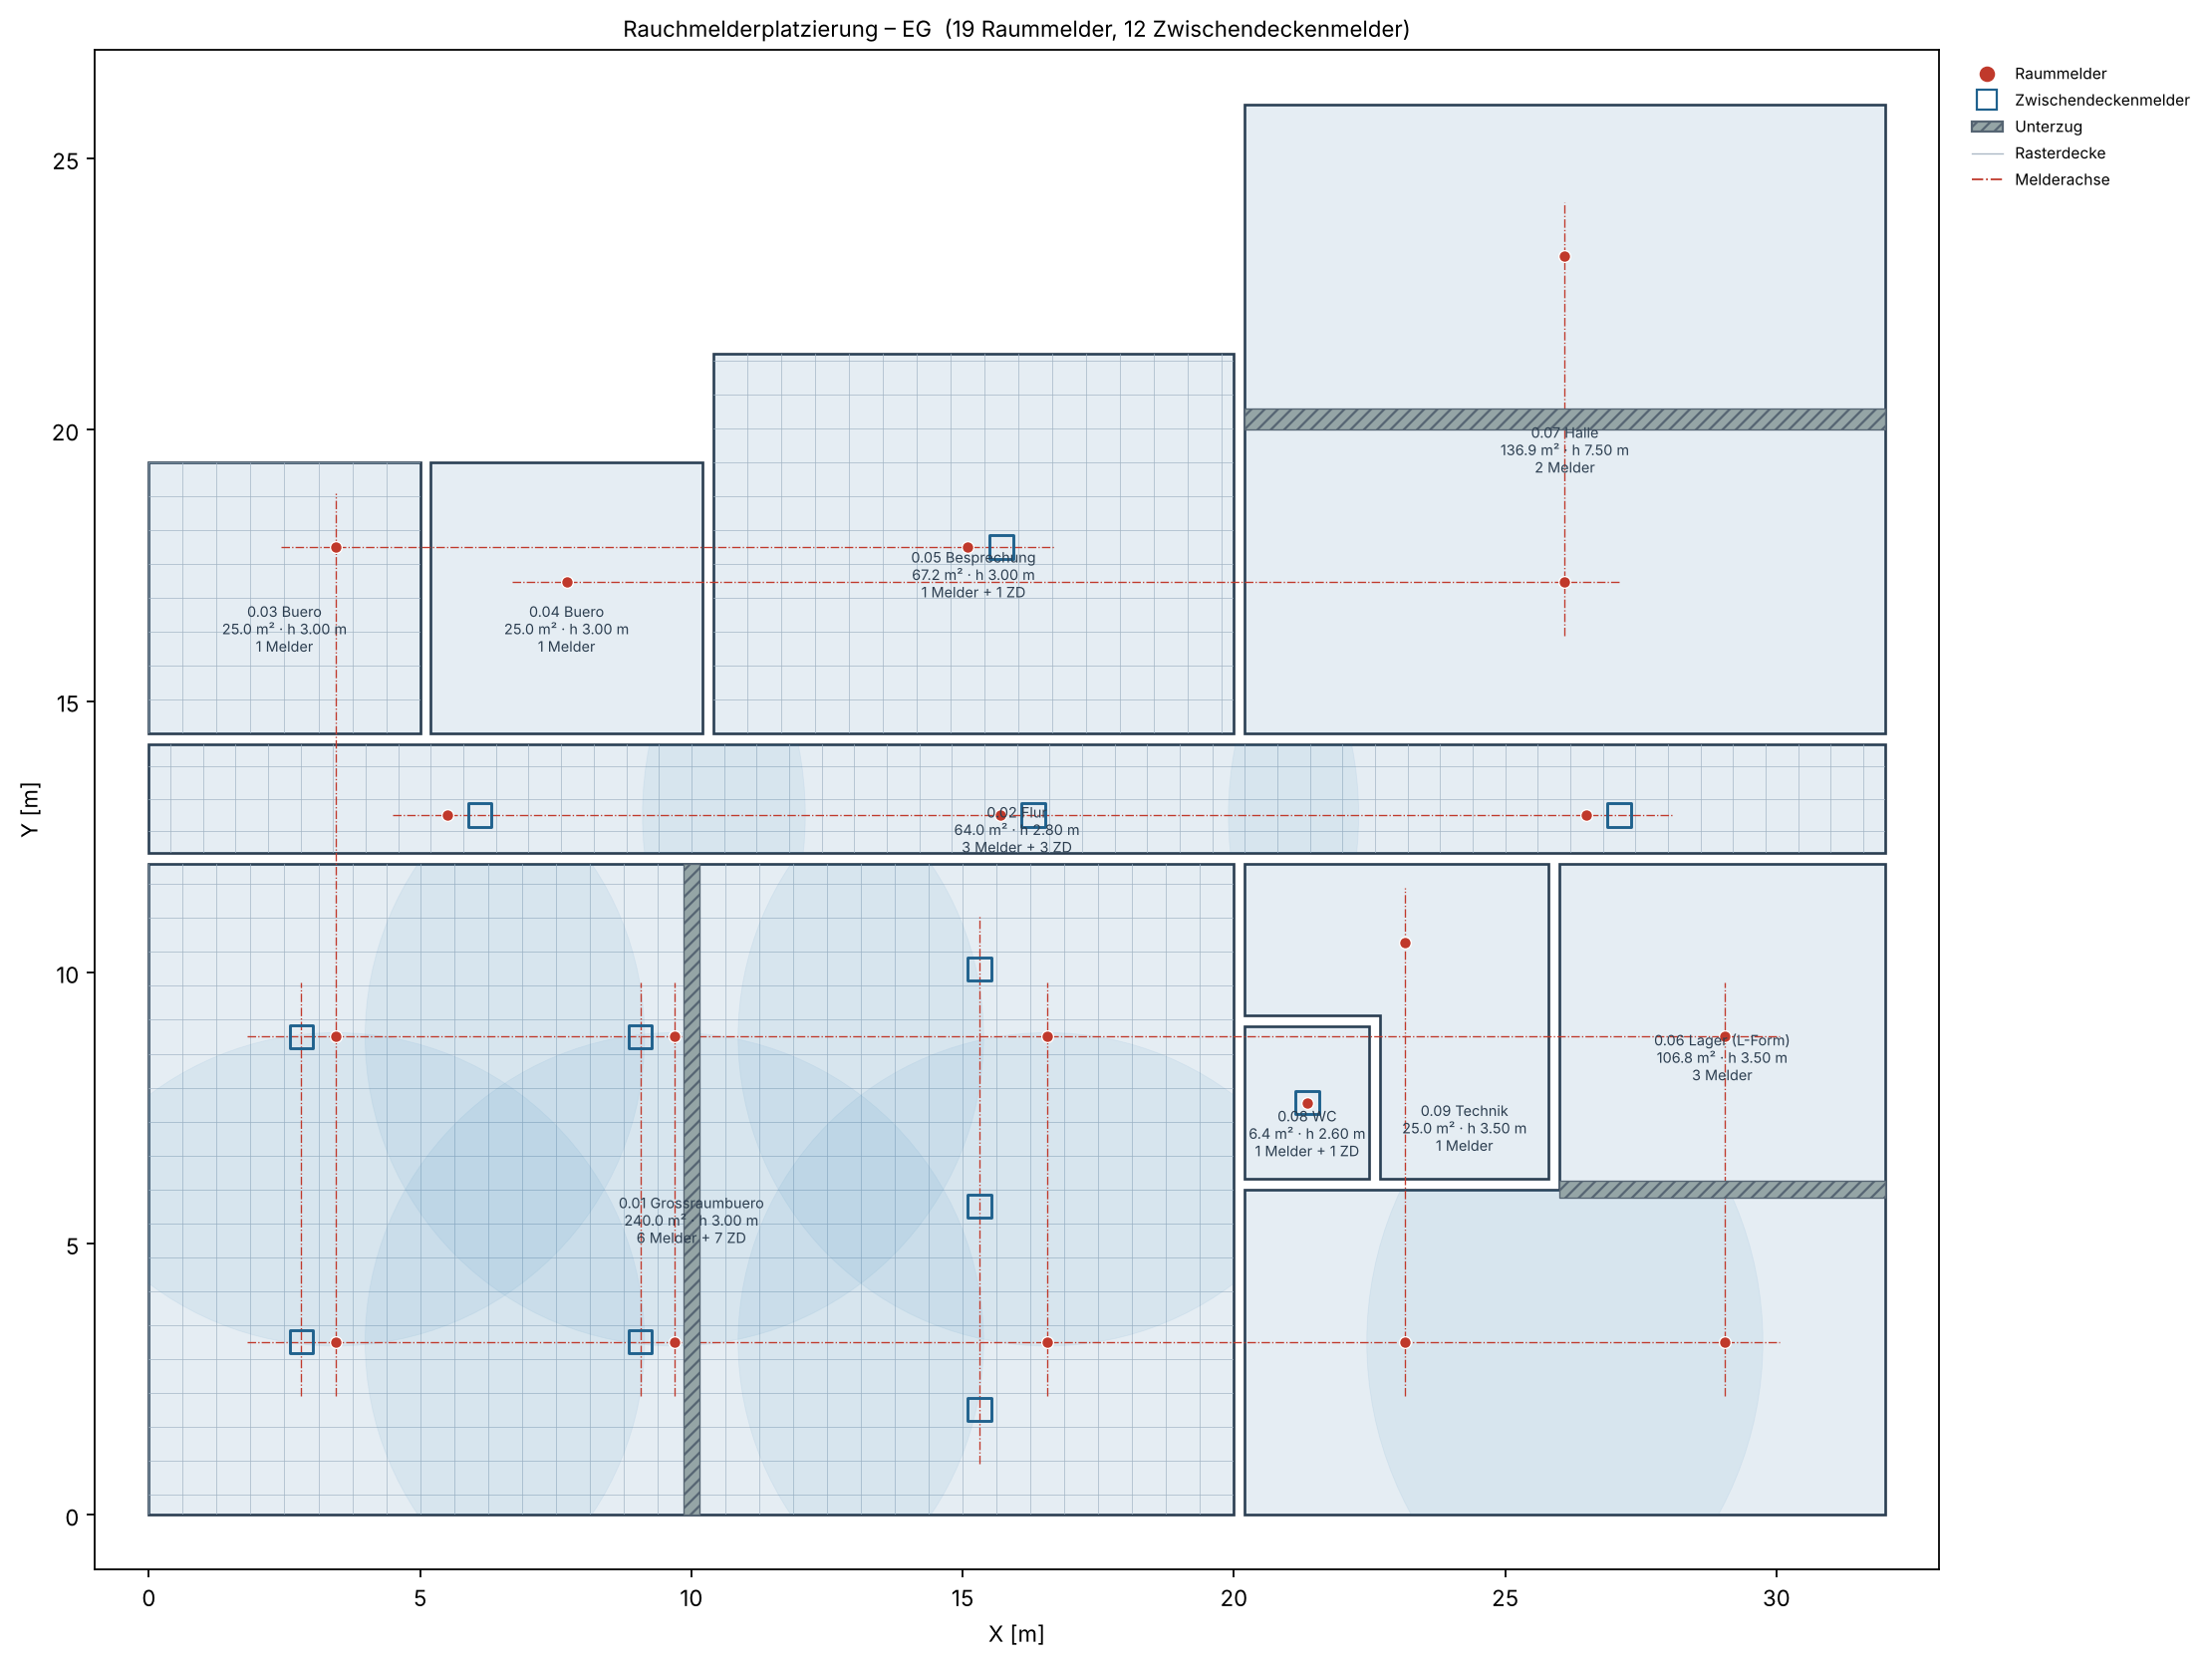 Rauchmelderplatzierung – EG (19 Raummelder, 12 Zwischendeckenmelder)
Raummelder
Zwischendeckenmelder
Unterzug
Rasterdecke
Melderachse
25
20
15
10
5
0
Y [m]
0.07 Halle
136.9 m² · h 7.50 m
2 Melder
0.05 Besprechung
67.2 m² · h 3.00 m
1 Melder + 1 ZD
0.03 Buero
25.0 m² · h 3.00 m
1 Melder
0.04 Buero
25.0 m² · h 3.00 m
1 Melder
0.02 Flur
64.0 m² · h 2.80 m
3 Melder + 3 ZD
0.06 Lager (L-Form)
106.8 m² · h 3.50 m
3 Melder
0.08 WC
6.4 m² · h 2.60 m
1 Melder + 1 ZD
0.09 Technik
25.0 m² · h 3.50 m
1 Melder
0.01 Grossraumbuero
240.0 m² · h 3.00 m
6 Melder + 7 ZD
0
5
10
15
20
25
30
X [m]